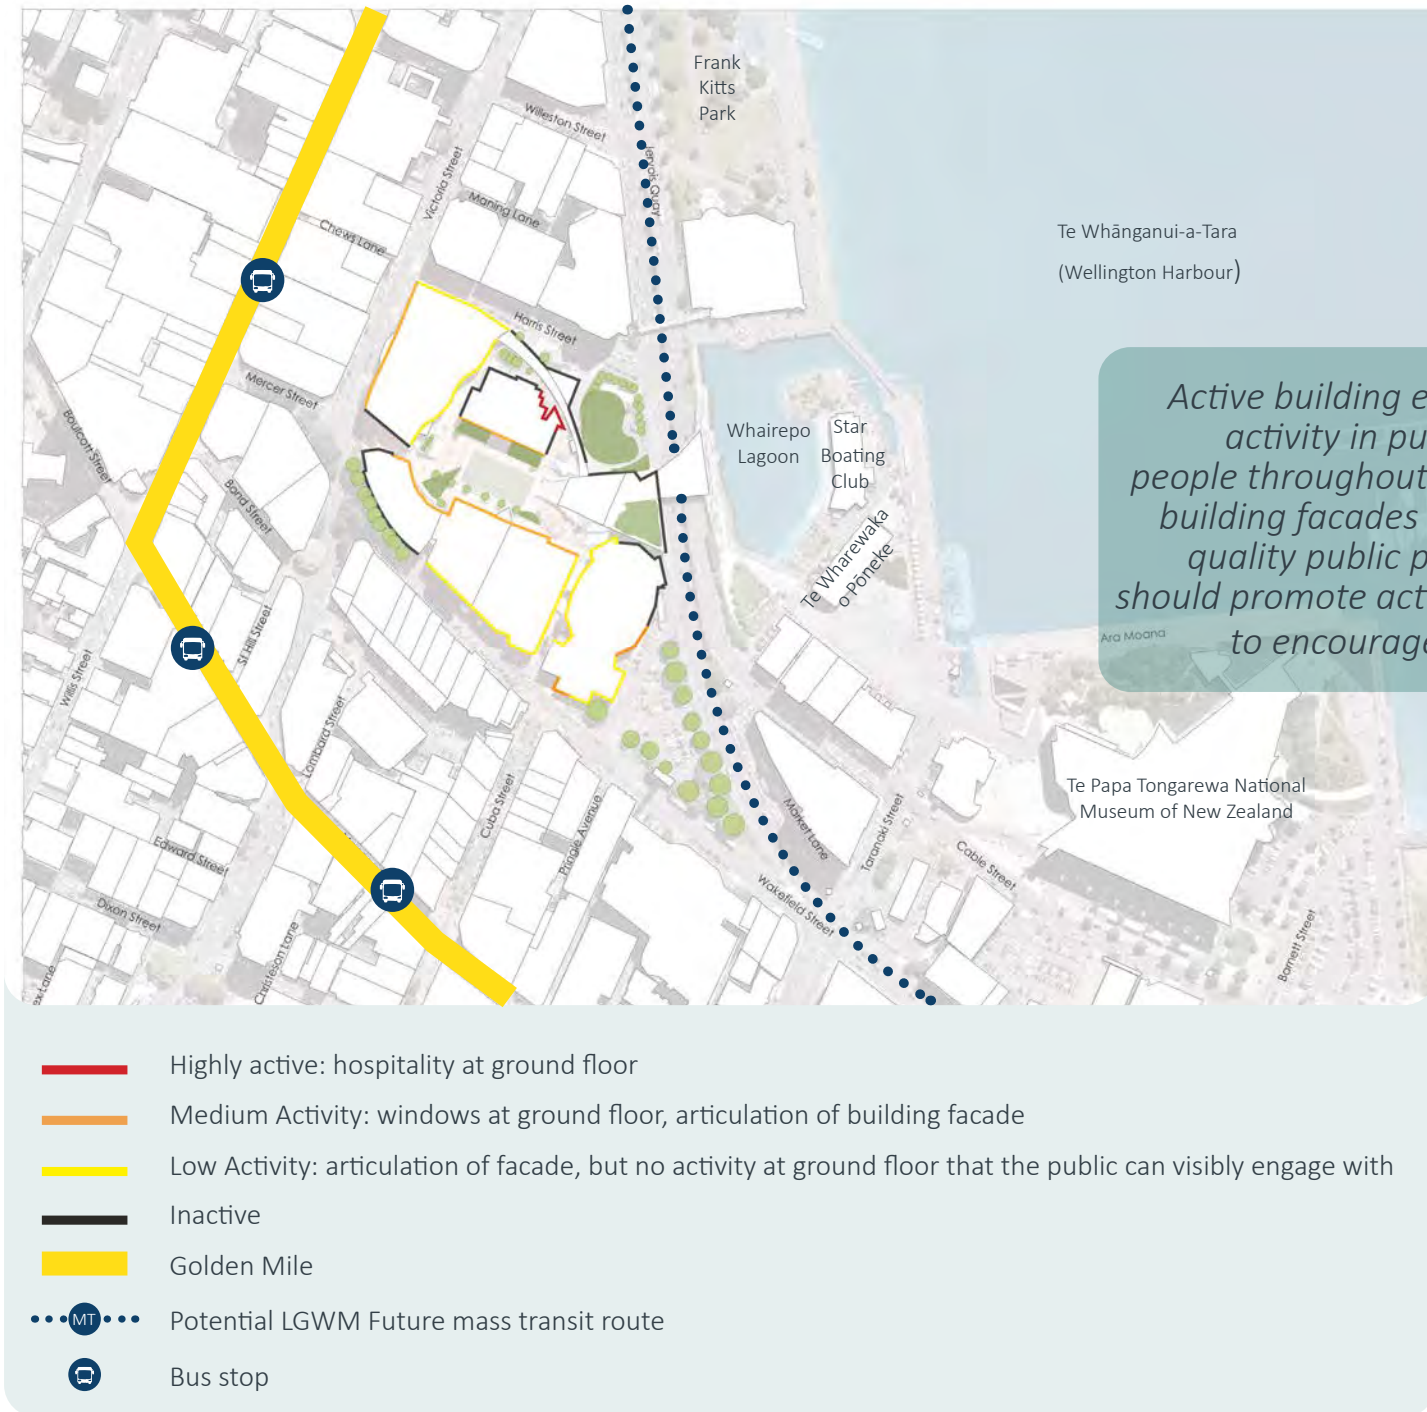 Frank
Kitts
Park
Willeston Street
Jervois Quay
Victoria Street
Maning Lane
Chews Lane
Te Whānganui-a-Tara
(Wellington Harbour)
Harris Street
Mercer Street
Boulcott Street
Bond Street
Whairepo
Lagoon
Star
Boating
Club
Te Wharewaka
o Pōneke
Active building e
activity in pu
people throughout
building facades
quality public p
should promote act
to encourage
Ara Moana
St Hill Street
Willis Street
Lombard Street
Cuba Street
Pringle Avenue
Market Lane
Taranaki Street
Te Papa Tongarewa National
Museum of New Zealand
Cable Street
Wakefield Street
Barnett Street
Edward Street
Dixon Street
Christeson Lane
ex Lane
Highly active: hospitality at ground floor
Medium Activity: windows at ground floor, articulation of building facade
Low Activity: articulation of facade, but no activity at ground floor that the public can visibly engage with
Inactive
Golden Mile
MT
Potential LGWM Future mass transit route
Bus stop